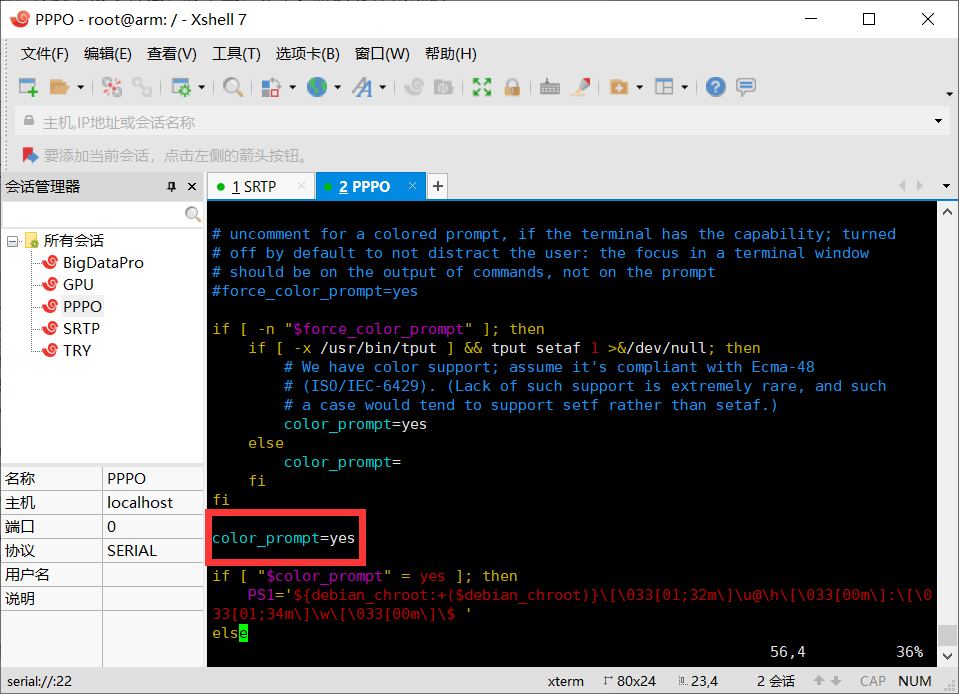 PPPO - root@arm: / - Xshell 7
文件(F) 编辑(E) 查看(V) 工具(T) 选项卡(B) 窗口(W) 帮助(H)
主机,IP地址或会话名称
要添加当前会话，点击左侧的箭头按钮。
会话管理器
1 SRTP
2 PPPO
所有会话
BigDataPro
GPU
PPPO
SRTP
TRY
名称 PPPO
主机 localhost
端口 0
协议 SERIAL
用户名
说明
# uncomment for a colored prompt, if the terminal has the capability; turned
# off by default to not distract the user: the focus in a terminal window
# should be on the output of commands, not on the prompt
#force_color_prompt=yes
if [ -n "$force_color_prompt" ]; then
    if [ -x /usr/bin/tput ] && tput setaf 1 >&/dev/null; then
        # We have color support; assume it's compliant with Ecma-48
        # (ISO/IEC-6429). (Lack of such support is extremely rare, and such
        # a case would tend to support setf rather than setaf.)
        color_prompt=yes
    else
        color_prompt=
    fi
fi
color_prompt=yes
if [ "$color_prompt" = yes ]; then
    PS1='${debian_chroot:+($debian_chroot)}\[\033[01;32m\]\u@\h\[\033[00m\]:\[\0
33[01;34m\]\w\[\033[00m\]\$ '
else
56,4 36%
serial://:22 xterm 80x24 23,4 2 会话 CAP NUM